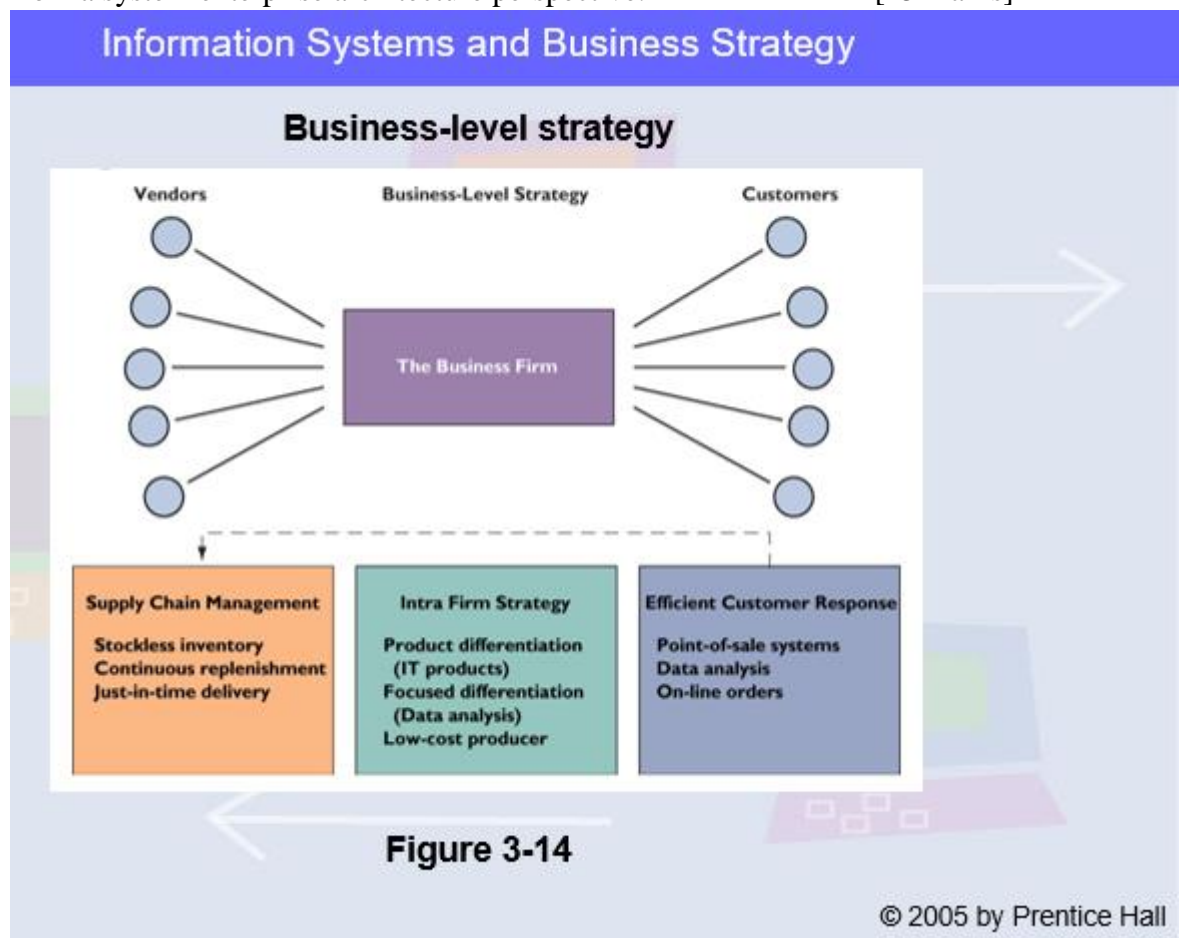 Information Systems and Business Strategy
Business-level strategy
Vendors
Business-Level Strategy
Customers
The Business Firm
Supply Chain Management
Stockless inventory
Continuous replenishment
Just-in-time delivery
Intra Firm Strategy
Product differentiation
(IT products)
Focused differentiation
(Data analysis)
Low-cost producer
Efficient Customer Response
Point-of-sale systems
Data analysis
On-line orders
Figure 3-14
© 2005 by Prentice Hall